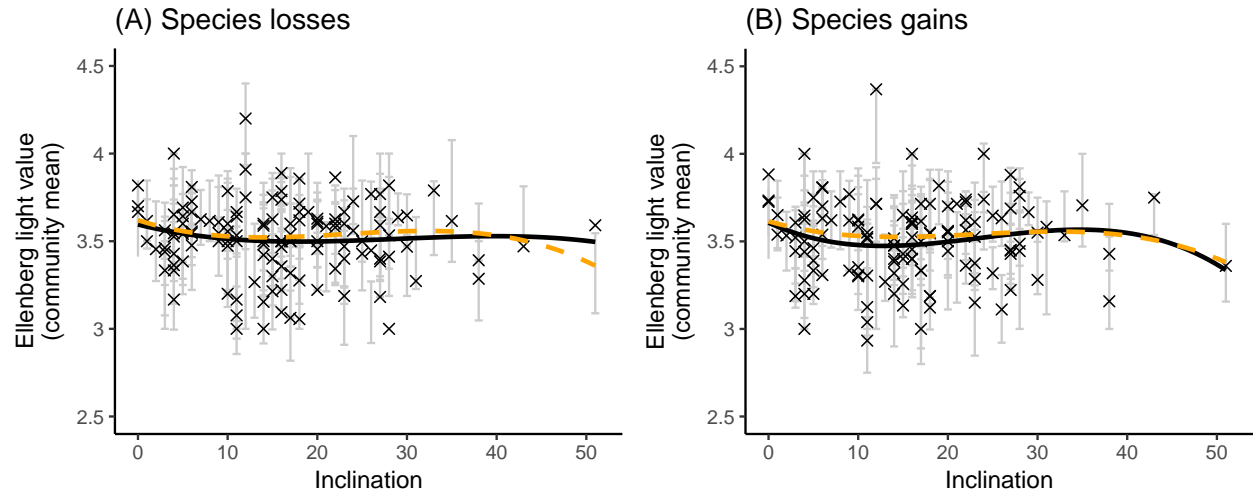 (A) Species losses
4.5
4
3.5
3
2.5
Ellenberg light value
(community mean)
0 10 20 30 40 50
Inclination
(B) Species gains
4.5
4
3.5
3
2.5
Ellenberg light value
(community mean)
0 10 20 30 40 50
Inclination